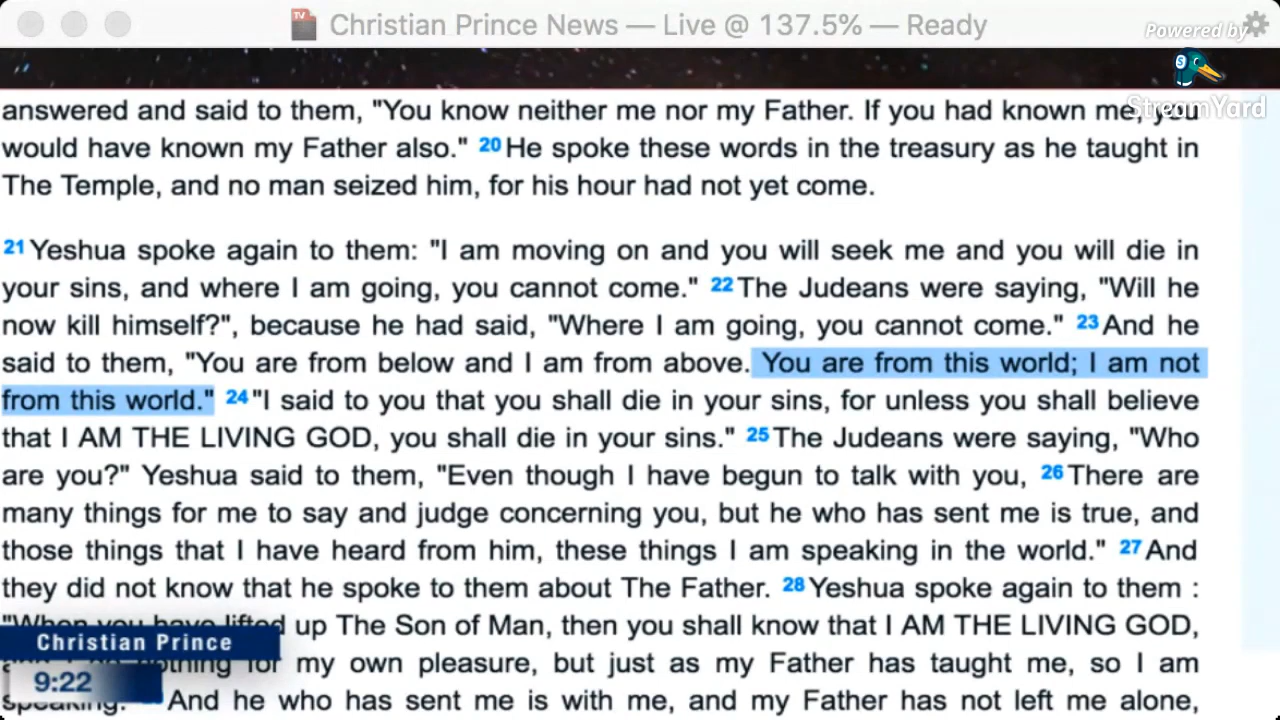 Christian Prince News — Live @ 137.5% — Ready
Powered by
StreamYard
answered and said to them, "You know neither me nor my Father. If you had known me, you
would have known my Father also." 20 He spoke these words in the treasury as he taught in
The Temple, and no man seized him, for his hour had not yet come.
21 Yeshua spoke again to them: "I am moving on and you will seek me and you will die in
your sins, and where I am going, you cannot come." 22 The Judeans were saying, "Will he
now kill himself?", because he had said, "Where I am going, you cannot come." 23 And he
said to them, "You are from below and I am from above. You are from this world; I am not
from this world." 24 "I said to you that you shall die in your sins, for unless you shall believe
that I AM THE LIVING GOD, you shall die in your sins." 25 The Judeans were saying, "Who
are you?" Yeshua said to them, "Even though I have begun to talk with you, 26 There are
many things for me to say and judge concerning you, but he who has sent me is true, and
those things that I have heard from him, these things I am speaking in the world." 27 And
they did not know that he spoke to them about The Father. 28 Yeshua spoke again to them :
"When you have lifted up The Son of Man, then you shall know that I AM THE LIVING GOD,
nothing for my own pleasure, but just as my Father has taught me, so I am
speaking." And he who has sent me is with me, and my Father has not left me alone,
Christian Prince
9:22